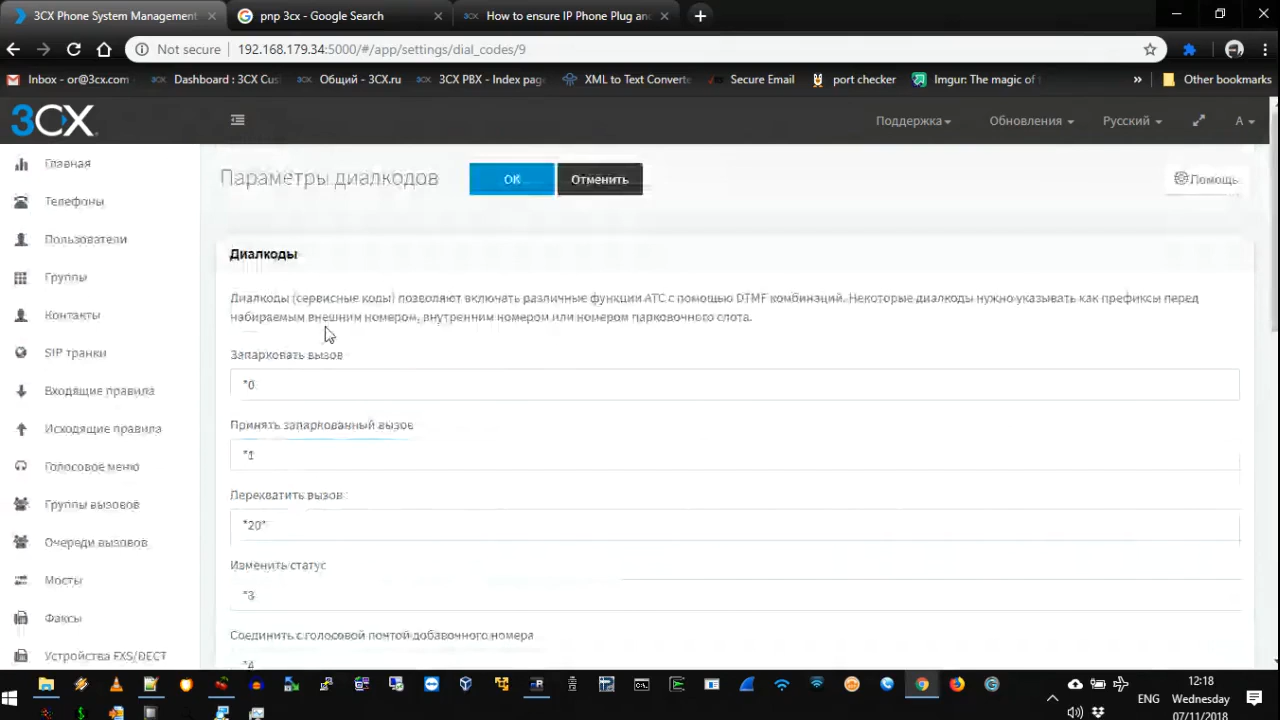 3CX Phone System Management
pnp 3cx - Google Search
How to ensure IP Phone Plug an
Not secure
192.168.179.34:5000/#/app/settings/dial_codes/9
Inbox - or@3cx.com
Dashboard : 3CX Cus
Общий - 3CX.ru
3CX PBX - Index page
XML to Text Converte
Secure Email
port checker
Imgur: The magic of t
»
Other bookmarks
3CX
Поддержка
Обновления
Русский
A
Главная
Телефоны
Пользователи
Группы
Контакты
SIP транки
Входящие правила
Исходящие правила
Голосовое меню
Группы вызовов
Очереди вызовов
Мосты
Факсы
Устройства FXS/DECT
Параметры диалкодов
OK
Отменить
Помощь
Диалкоды
Диалкоды (сервисные коды) позволяют включать различные функции АТС с помощью DTMF комбинаций. Некоторые диалкоды нужно указывать как префиксы перед
набираемым внешним номером, внутренним номером или номером парковочного слота.
Запарковать вызов
*0
Принять запаркованный вызов
*1
Перехватить вызов
*20*
Изменить статус
*3
Соединить с голосовой почтой добавочного номера
*4
ENG
12:18
Wednesday
07/11/2018